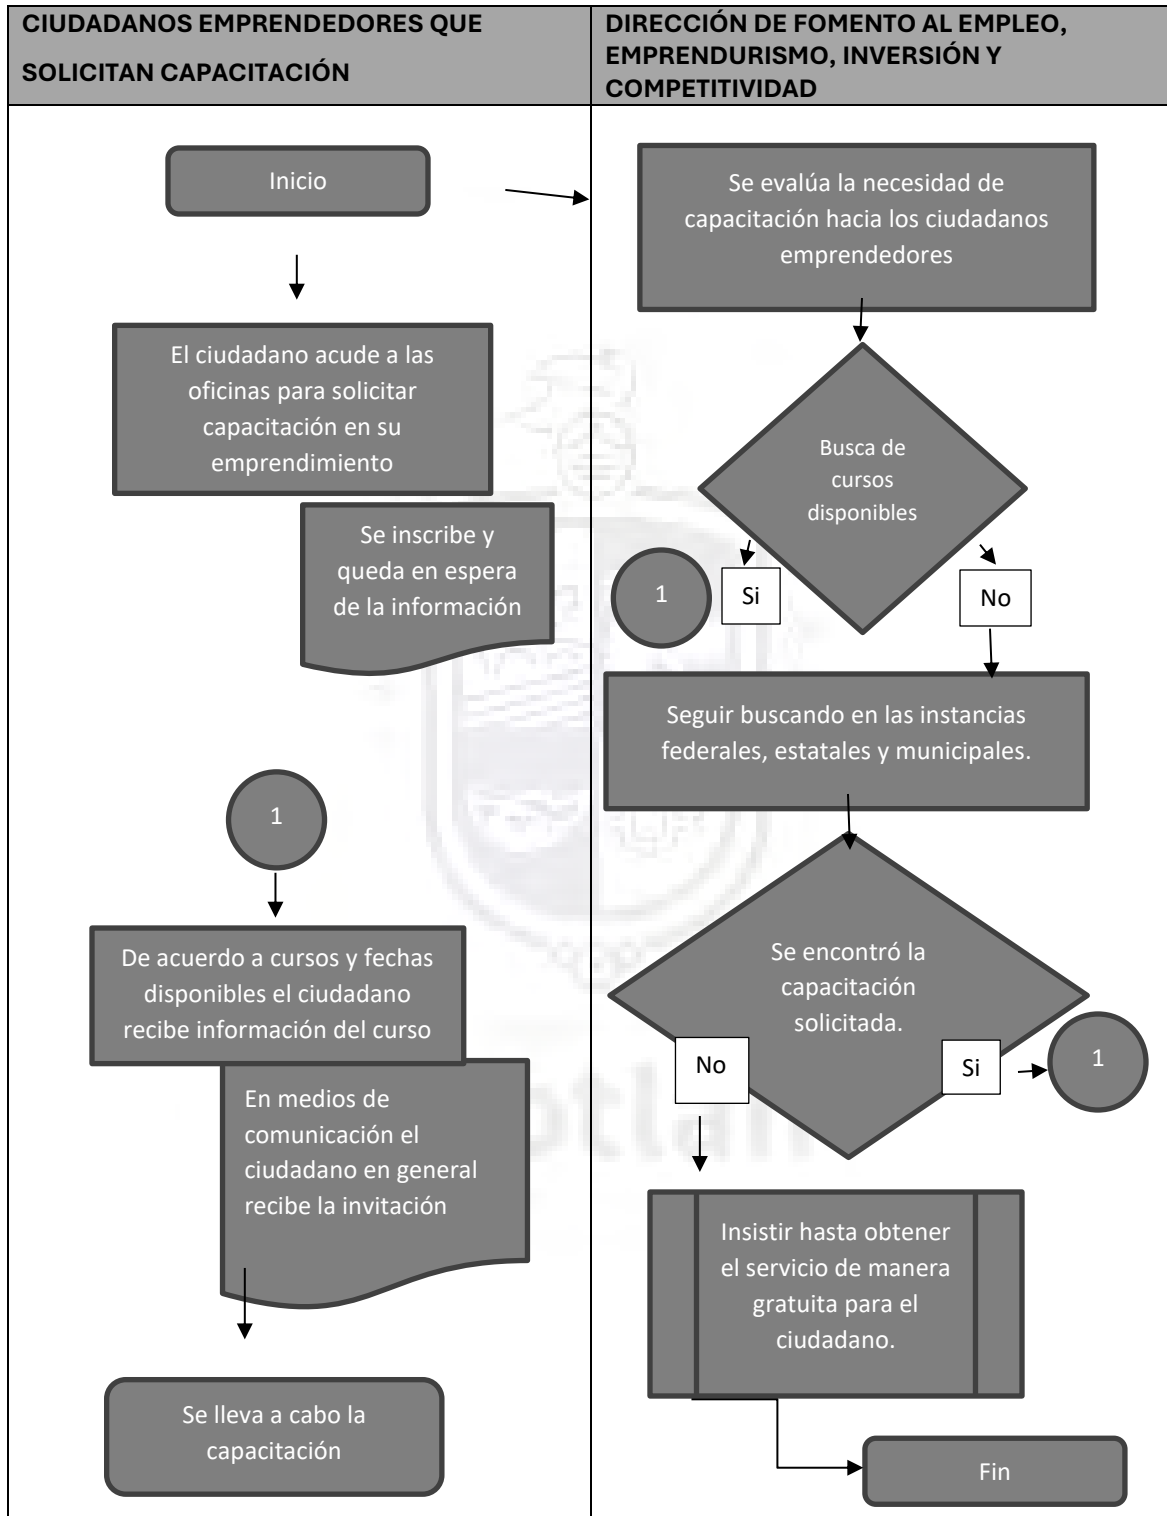 CIUDADANOS EMPRENDEDORES QUE
SOLICITAN CAPACITACIÓN
DIRECCIÓN DE FOMENTO AL EMPLEO,
EMPRENDURISMO, INVERSIÓN Y
COMPETITIVIDAD
Inicio
El ciudadano acude a las
oficinas para solicitar
capacitación en su
emprendimiento
Se inscribe y
queda en espera
de la información
1
De acuerdo a cursos y fechas
disponibles el ciudadano
recibe información del curso
En medios de
comunicación el
ciudadano en general
recibe la invitación
Se lleva a cabo la
capacitación
Se evalúa la necesidad de
capacitación hacia los ciudadanos
emprendedores
Busca de
cursos
disponibles
1
Si
No
Seguir buscando en las instancias
federales, estatales y municipales.
Se encontró la
capacitación
solicitada.
No
Si
1
Insistir hasta obtener
el servicio de manera
gratuita para el
ciudadano.
Fin